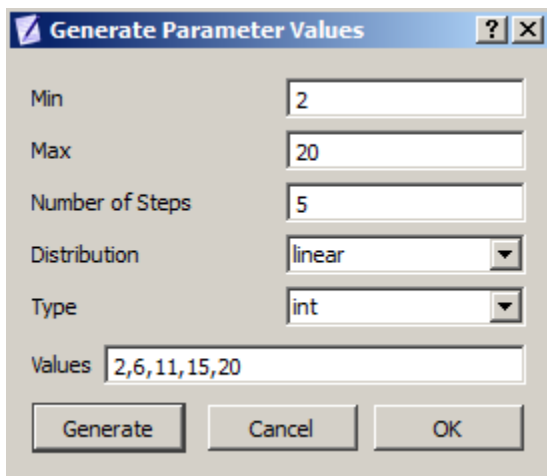 Generate Parameter Values ? X
Min 2
Max 20
Number of Steps 5
Distribution linear
Type int
Values 2,6,11,15,20
Generate Cancel OK